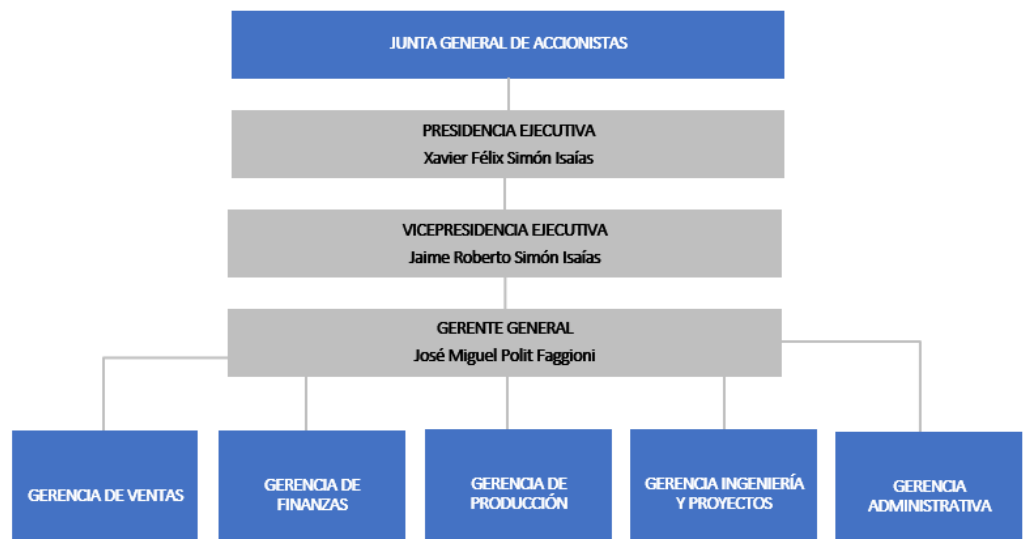 JUNTA GENERAL DE ACCIONISTAS
PRESIDENCIA EJECUTIVA
Xavier Félix Simón Isaías
VICEPRESIDENCIA EJECUTIVA
Jaime Roberto Simón Isaías
GERENTE GENERAL
José Miguel Polit Faggioni
GERENCIA DE VENTAS
GERENCIA DE
FINANZAS
GERENCIA DE
PRODUCCIÓN
GERENCIA INGENIERÍA
Y PROYECTOS
GERENCIA
ADMINISTRATIVA